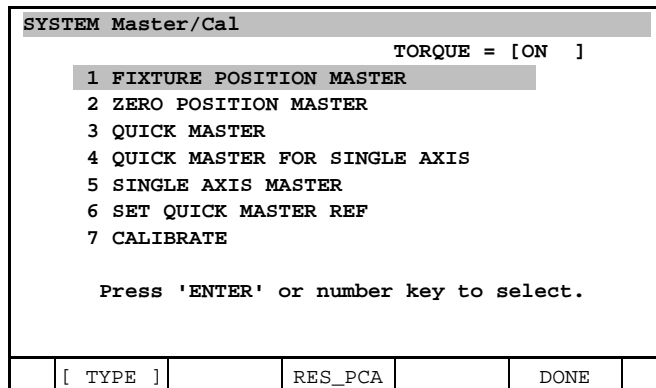 SYSTEM Master/Cal
TORQUE = [ON  ]
1 FIXTURE POSITION MASTER
2 ZERO POSITION MASTER
3 QUICK MASTER
4 QUICK MASTER FOR SINGLE AXIS
5 SINGLE AXIS MASTER
6 SET QUICK MASTER REF
7 CALIBRATE
Press 'ENTER' or number key to select.
[ TYPE ] RES_PCA DONE